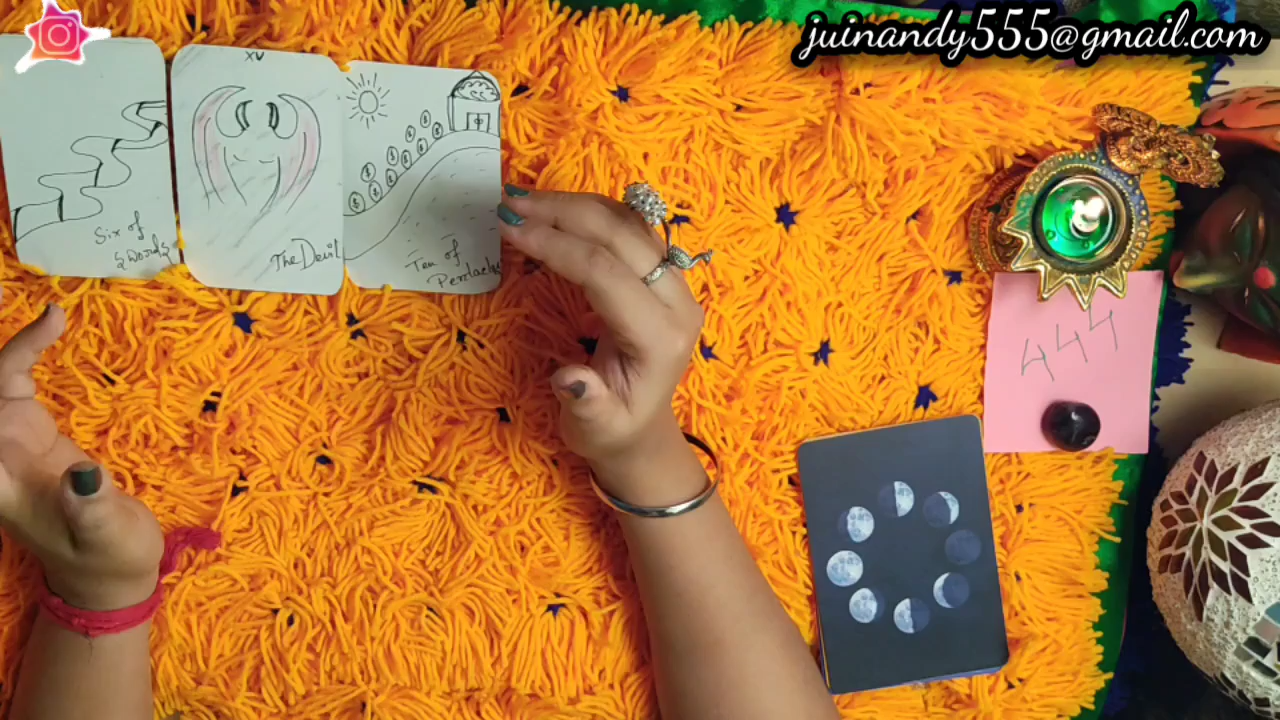 juinandy555@gmail.com
XV
Six of
Swords
The Devil
Ten of
Pentacles
444